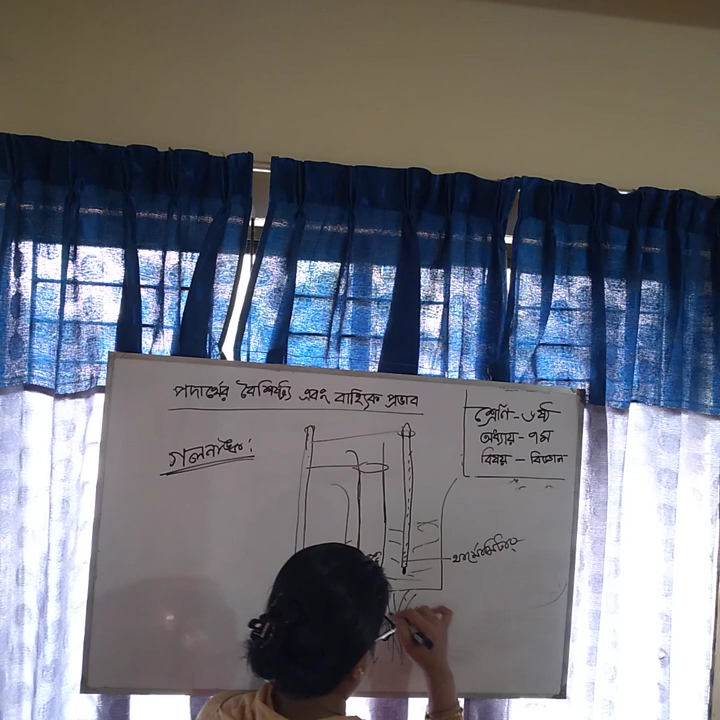 পদার্থের বৈশিষ্ট্য এবং বাহ্যিক প্রভাব
শ্রেণি - ৬ষ্ঠ
অধ্যায় - ৭ম
বিষয় - বিজ্ঞান
গলনাঙ্ক:
থার্মোমিটার